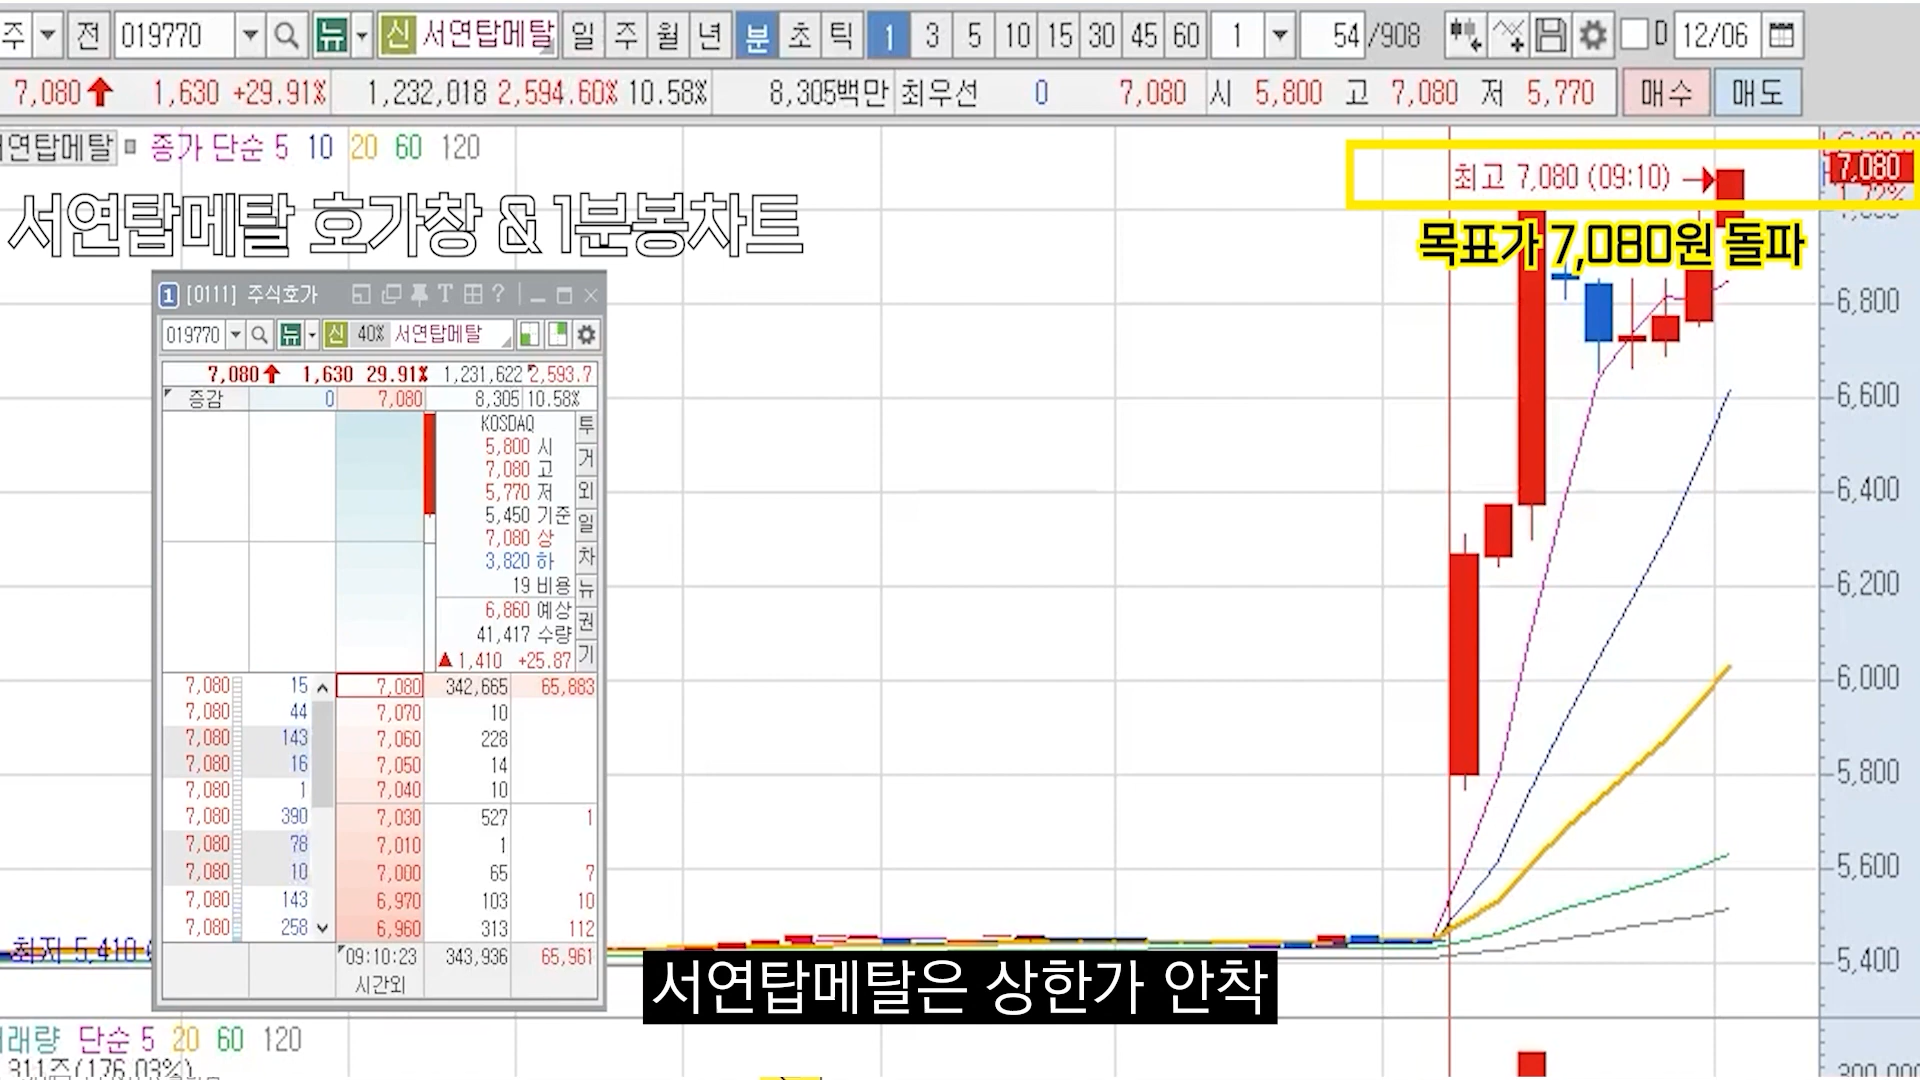 주 전 019770 뉴 신 서연탑메탈 일 주 월 년 분 초 틱 1 3 5 10 15 30 45 60 1 54 /908 D 12/06
7,080 1,630 +29.91% 1,232,018 2,594.60% 10.58% 8,305백만 최우선 0 7,080 시 5,800 고 7,080 저 5,770 매수 매도
서연탑메탈 종가 단순 5 10 20 60 120
최고 7,080 (09:10)
7,080
목표가 7,080원 돌파
서연탑메탈 호가창 & 1분봉차트
1 [0111] 주식호가 T ?
019770 뉴 신 40% 서연탑메탈
7,080 1,630 29.91% 1,231,622 2,593.7
증감 0 7,080 8,305 10.58%
KOSDAQ 투
5,800 시
7,080 고 거
5,770 저 외
5,450 기준 일
7,080 상
3,820 하 차
19 비용 뉴
6,860 예상 권
41,417 수량
▲ 1,410 +25.87 기
7,080 15 7,080 342,665 65,883
7,080 44 7,070 10
7,080 143 7,060 228
7,080 16 7,050 14
7,080 1 7,040 10
7,080 390 7,030 527 1
7,080 78 7,010 1
7,080 10 7,000 65 7
7,080 143 6,970 103 10
7,080 258 6,960 313 112
09:10:23 343,936 65,961
시간외
6,800
6,600
6,400
6,200
6,000
5,800
5,600
5,400
최저 5,410
서연탑메탈은 상한가 안착
거래량 단순 5 20 60 120
311주(176.03%)